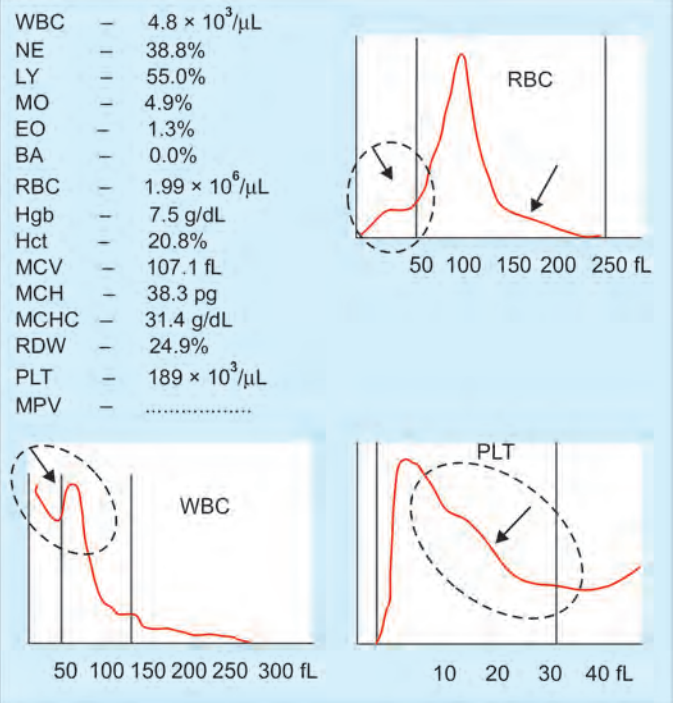 WBC – 4.8 × 10³/μL
NE – 38.8%
LY – 55.0%
MO – 4.9%
EO – 1.3%
BA – 0.0%
RBC – 1.99 × 10⁶/μL
Hgb – 7.5 g/dL
Hct – 20.8%
MCV – 107.1 fL
MCH – 38.3 pg
MCHC – 31.4 g/dL
RDW – 24.9%
PLT – 189 × 10³/μL
MPV – ..................
RBC
50 100 150 200 250 fL
WBC
50 100 150 200 250 300 fL
PLT
10 20 30 40 fL